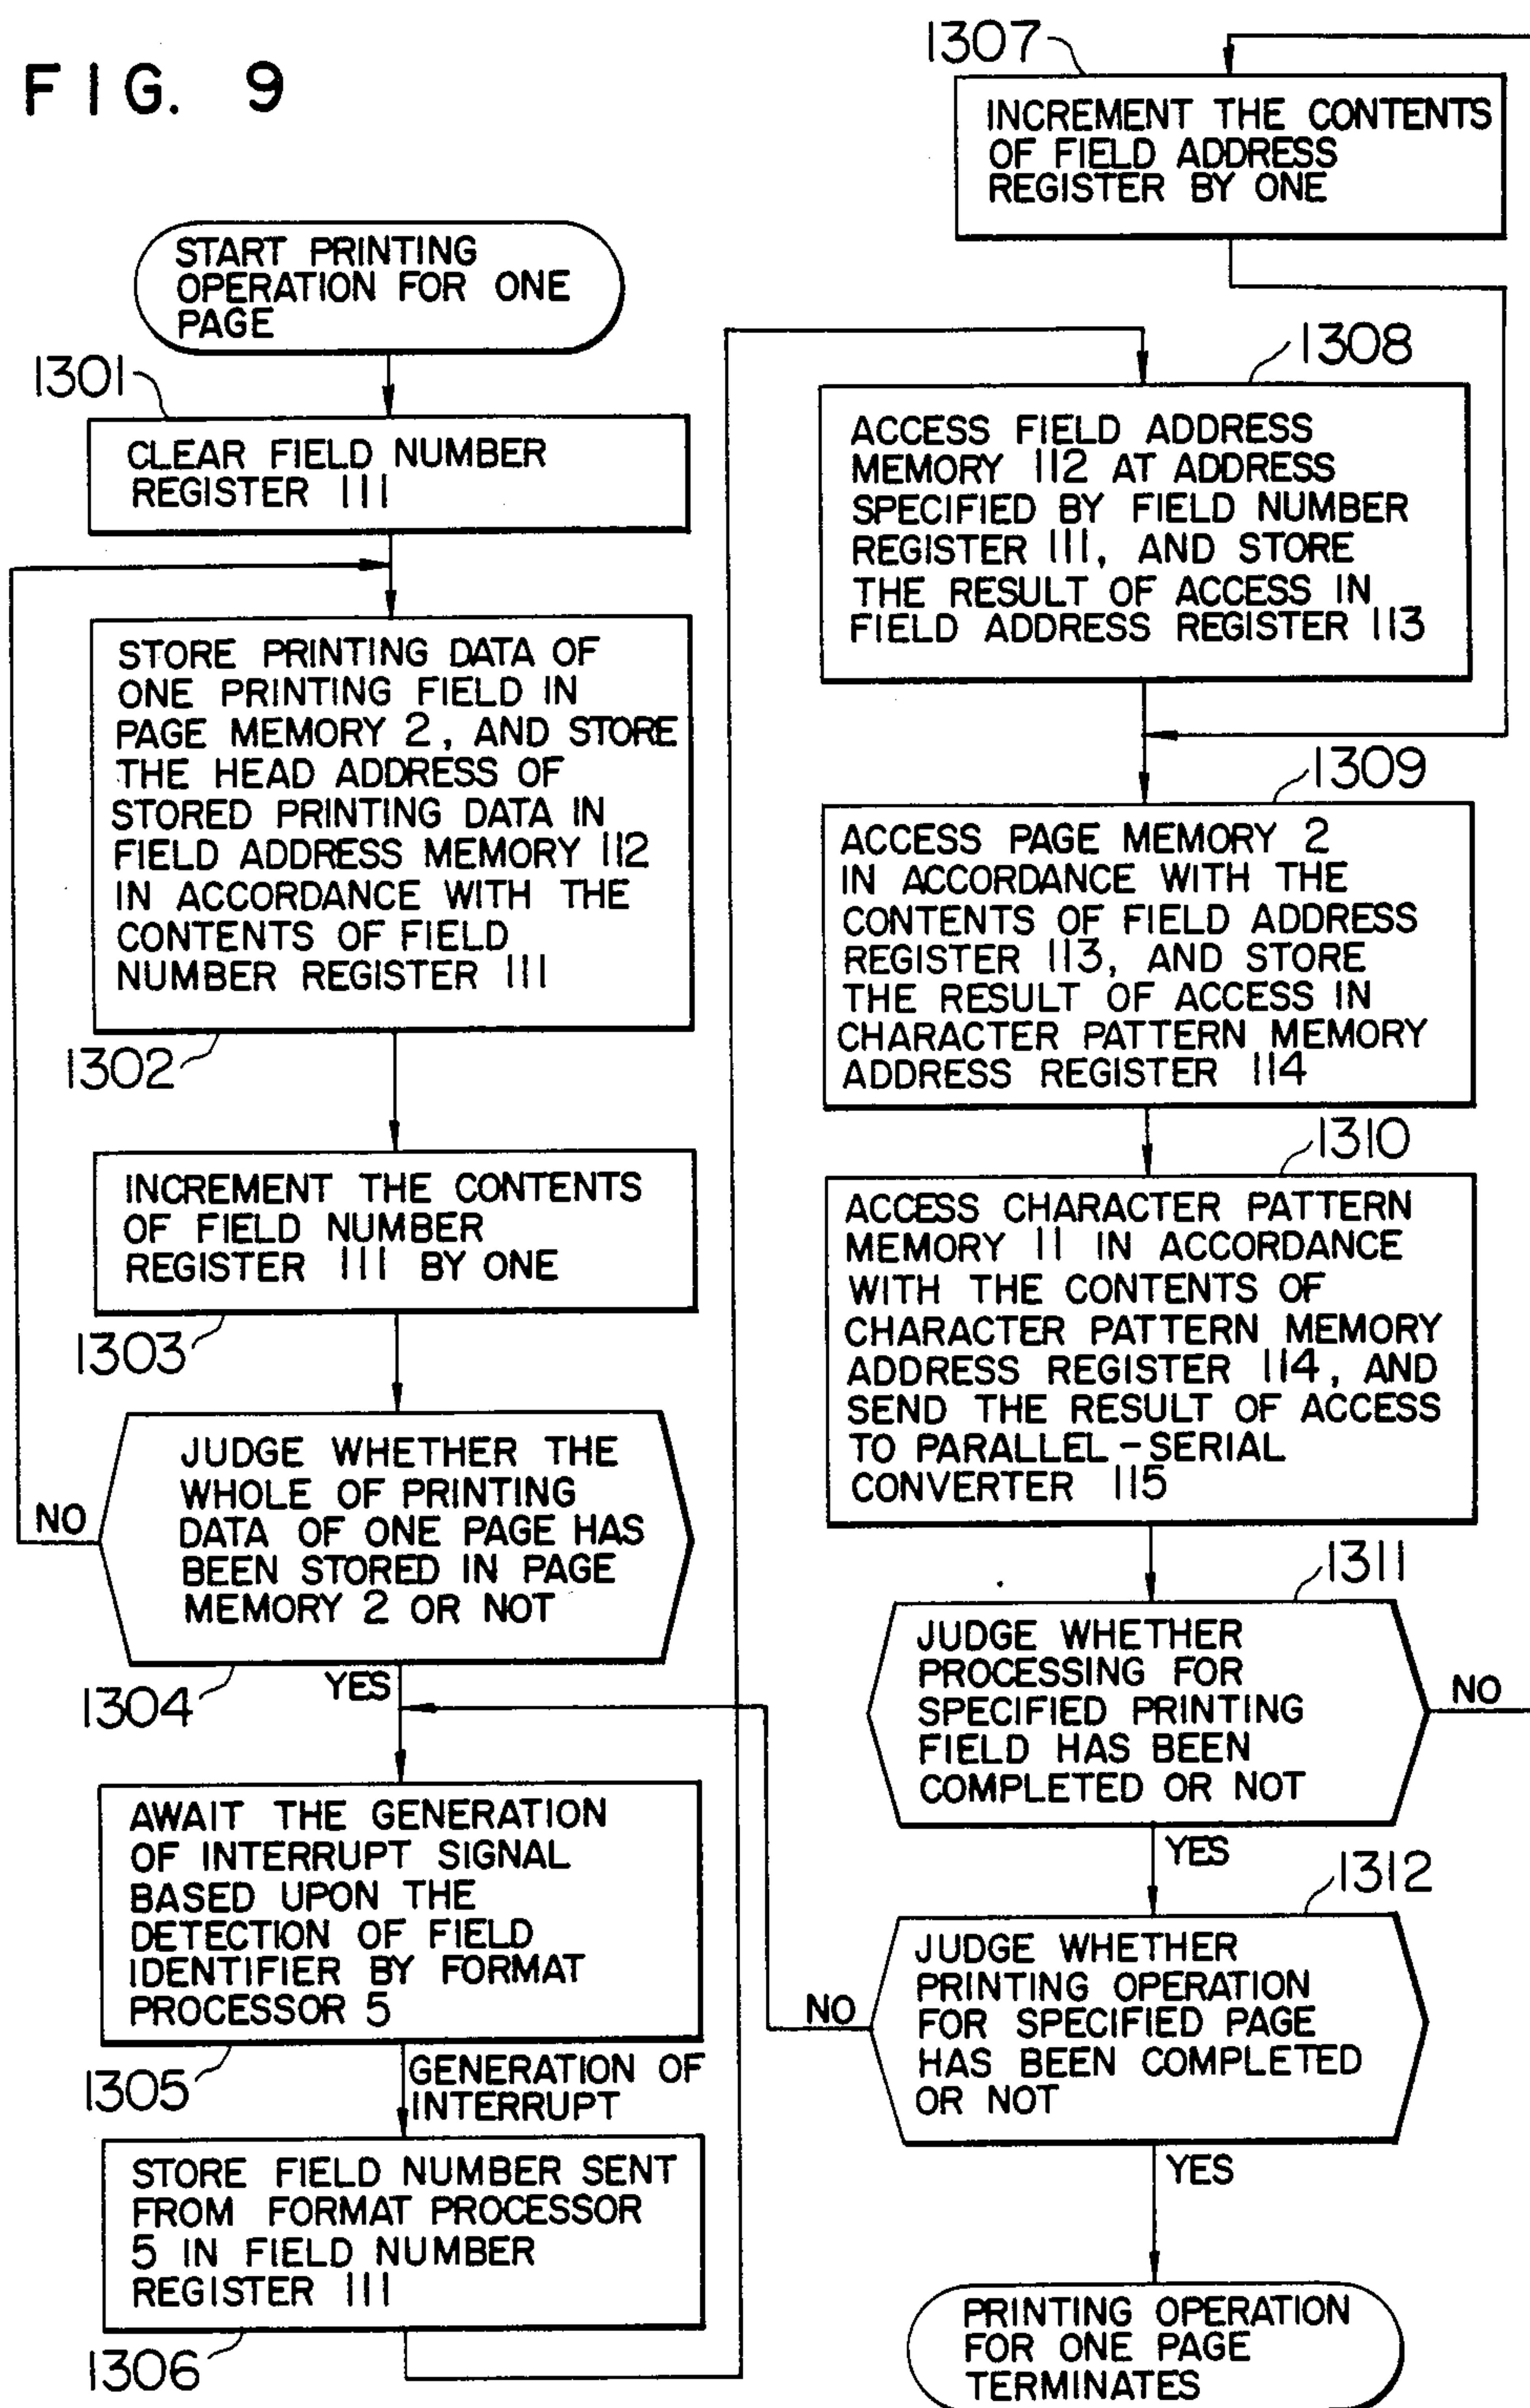 FIG. 9
START PRINTING
OPERATION FOR ONE
PAGE
1301
CLEAR FIELD NUMBER
REGISTER 111
STORE PRINTING DATA OF
ONE PRINTING FIELD IN
PAGE MEMORY 2, AND STORE
THE HEAD ADDRESS OF
STORED PRINTING DATA IN
FIELD ADDRESS MEMORY 112
IN ACCORDANCE WITH THE
CONTENTS OF FIELD
NUMBER REGISTER 111
1302
INCREMENT THE CONTENTS
OF FIELD NUMBER
REGISTER 111 BY ONE
1303
JUDGE WHETHER THE
WHOLE OF PRINTING
DATA OF ONE PAGE HAS
BEEN STORED IN PAGE
MEMORY 2 OR NOT
NO
YES
1304
AWAIT THE GENERATION
OF INTERRUPT SIGNAL
BASED UPON THE
DETECTION OF FIELD
IDENTIFIER BY FORMAT
PROCESSOR 5
1305
GENERATION OF
INTERRUPT
STORE FIELD NUMBER SENT
FROM FORMAT PROCESSOR
5 IN FIELD NUMBER
REGISTER 111
1306
1307
INCREMENT THE CONTENTS
OF FIELD ADDRESS
REGISTER BY ONE
1308
ACCESS FIELD ADDRESS
MEMORY 112 AT ADDRESS
SPECIFIED BY FIELD NUMBER
REGISTER 111, AND STORE
THE RESULT OF ACCESS IN
FIELD ADDRESS REGISTER 113
1309
ACCESS PAGE MEMORY 2
IN ACCORDANCE WITH THE
CONTENTS OF FIELD ADDRESS
REGISTER 113, AND STORE
THE RESULT OF ACCESS IN
CHARACTER PATTERN MEMORY
ADDRESS REGISTER 114
1310
ACCESS CHARACTER PATTERN
MEMORY 11 IN ACCORDANCE
WITH THE CONTENTS OF
CHARACTER PATTERN MEMORY
ADDRESS REGISTER 114, AND
SEND THE RESULT OF ACCESS
TO PARALLEL-SERIAL
CONVERTER 115
1311
JUDGE WHETHER
PROCESSING FOR
SPECIFIED PRINTING
FIELD HAS BEEN
COMPLETED OR NOT
NO
YES
1312
JUDGE WHETHER
PRINTING OPERATION
FOR SPECIFIED PAGE
HAS BEEN COMPLETED
OR NOT
NO
YES
PRINTING OPERATION
FOR ONE PAGE
TERMINATES